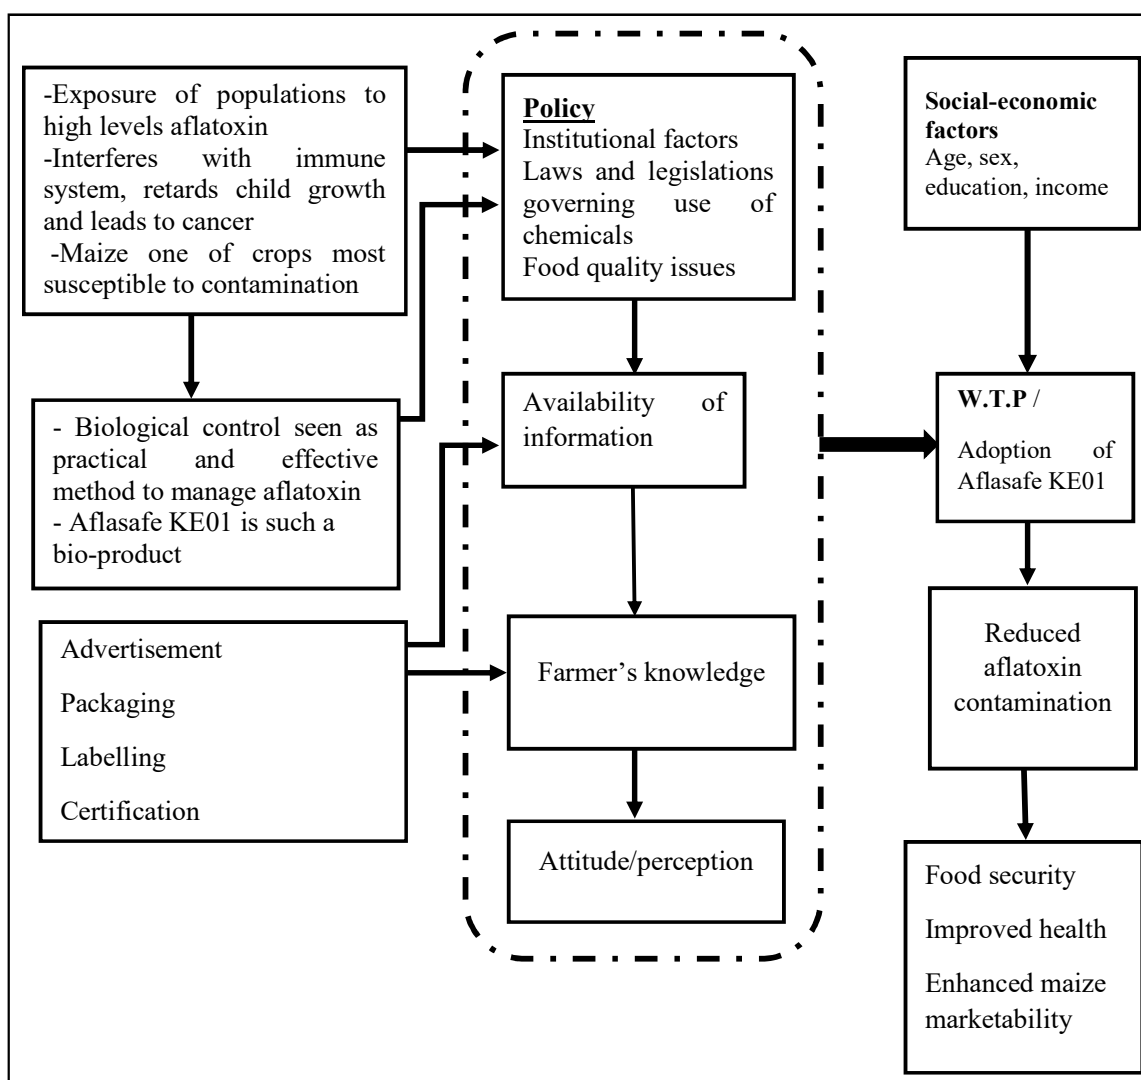 -Exposure of populations to
high levels aflatoxin
-Interferes with immune
system, retards child growth
and leads to cancer
-Maize one of crops most
susceptible to contamination
- Biological control seen as
practical and effective
method to manage aflatoxin
- Aflasafe KE01 is such a
bio-product
Advertisement
Packaging
Labelling
Certification
Policy
Institutional factors
Laws and legislations
governing use of
chemicals
Food quality issues
Availability of
information
Farmer’s knowledge
Attitude/perception
Social-economic
factors
Age, sex,
education, income
W.T.P /
Adoption of
Aflasafe KE01
Reduced
aflatoxin
contamination
Food security
Improved health
Enhanced maize
marketability